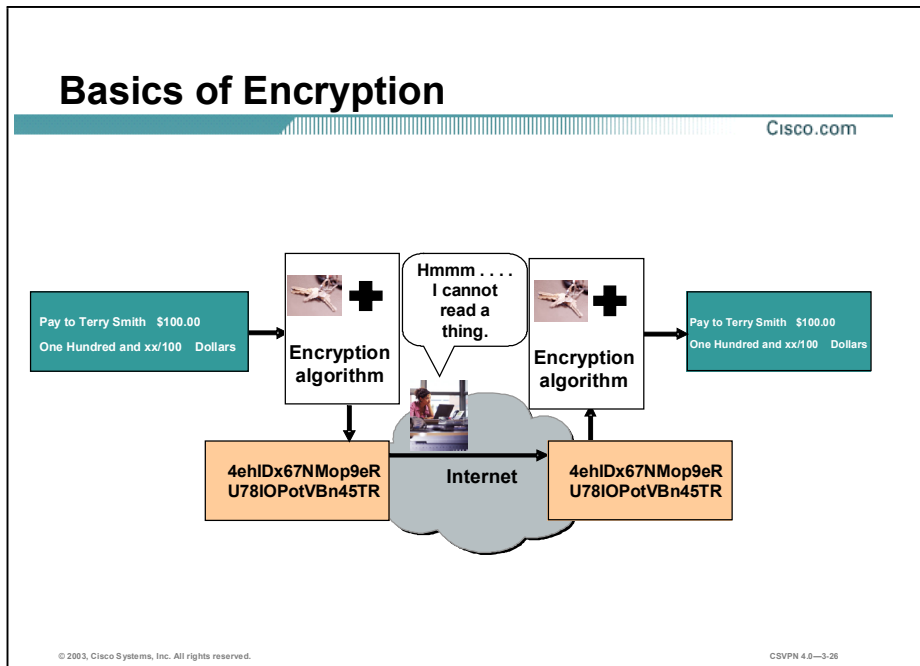 Basics of Encryption
Cisco.com
Pay to Terry Smith $100.00
One Hundred and xx/100 Dollars
Encryption
algorithm
Hmmm . . . .
I cannot
read a
thing.
Encryption
algorithm
Pay to Terry Smith $100.00
One Hundred and xx/100 Dollars
4ehIDx67NMop9eR
U78IOPotVBn45TR
Internet
4ehIDx67NMop9eR
U78IOPotVBn45TR
© 2003, Cisco Systems, Inc. All rights reserved.
CSVPN 4.0—3-26